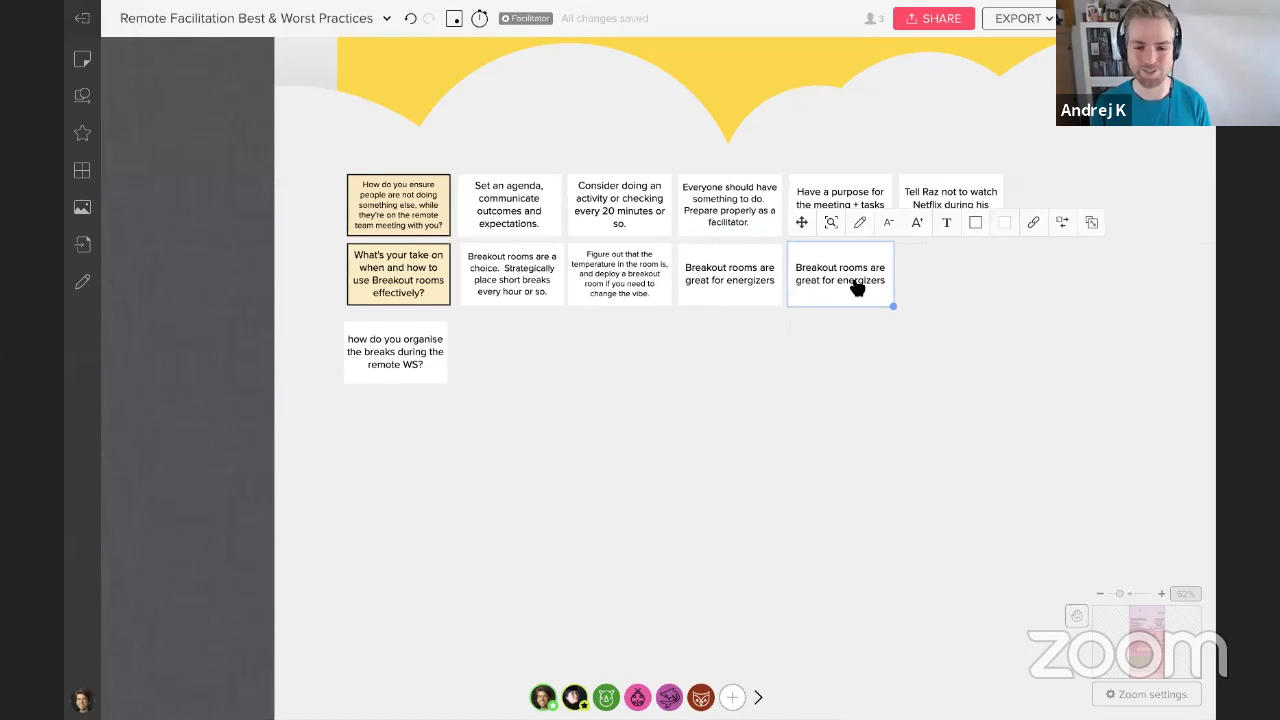 Remote Facilitation Best & Worst Practices
Facilitator
All changes saved
3
SHARE
EXPORT
Andrej K
How do you ensure
people are not doing
something else, while
they're on the remote
team meeting with you?
Set an agenda,
communicate
outcomes and
expectations.
Consider doing an
activity or checking
every 20 minutes or
so.
Everyone should have
something to do.
Prepare properly as a
facilitator.
Have a purpose for
the meeting + tasks
Tell Raz not to watch
Netflix during his
A-
A+
T
What's your take on
when and how to
use Breakout rooms
effectively?
Breakout rooms are a
choice. Strategically
place short breaks
every hour or so.
Figure out that the
temperature in the room is,
and deploy a breakout
room if you need to
change the vibe.
Breakout rooms are
great for energizers
Breakout rooms are
great for energizers
how do you organise
the breaks during the
remote WS?
52%
zoom
Zoom settings